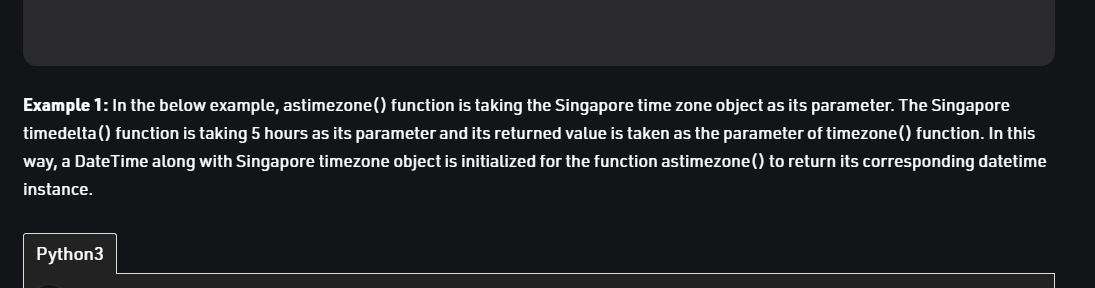 Example 1: In the below example, astimezone() function is taking the Singapore time zone object as its parameter. The Singapore
timedelta() function is taking 5 hours as its parameter and its returned value is taken as the parameter of timezone() function. In this
way, a DateTime along with Singapore timezone object is initialized for the function astimezone() to return its corresponding datetime
instance.
Python3